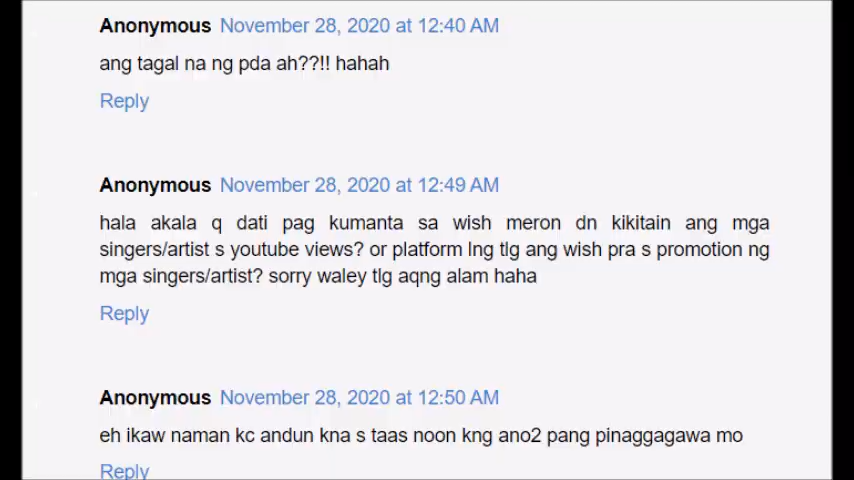 Anonymous November 28, 2020 at 12:40 AM
ang tagal na ng pda ah??!! hahah
Reply
Anonymous November 28, 2020 at 12:49 AM
hala akala q dati pag kumanta sa wish meron dn kikitain ang mga
singers/artist s youtube views? or platform lng tlg ang wish pra s promotion ng
mga singers/artist? sorry waley tlg aqng alam haha
Reply
Anonymous November 28, 2020 at 12:50 AM
eh ikaw naman kc andun kna s taas noon kng ano2 pang pinaggagawa mo
Reply